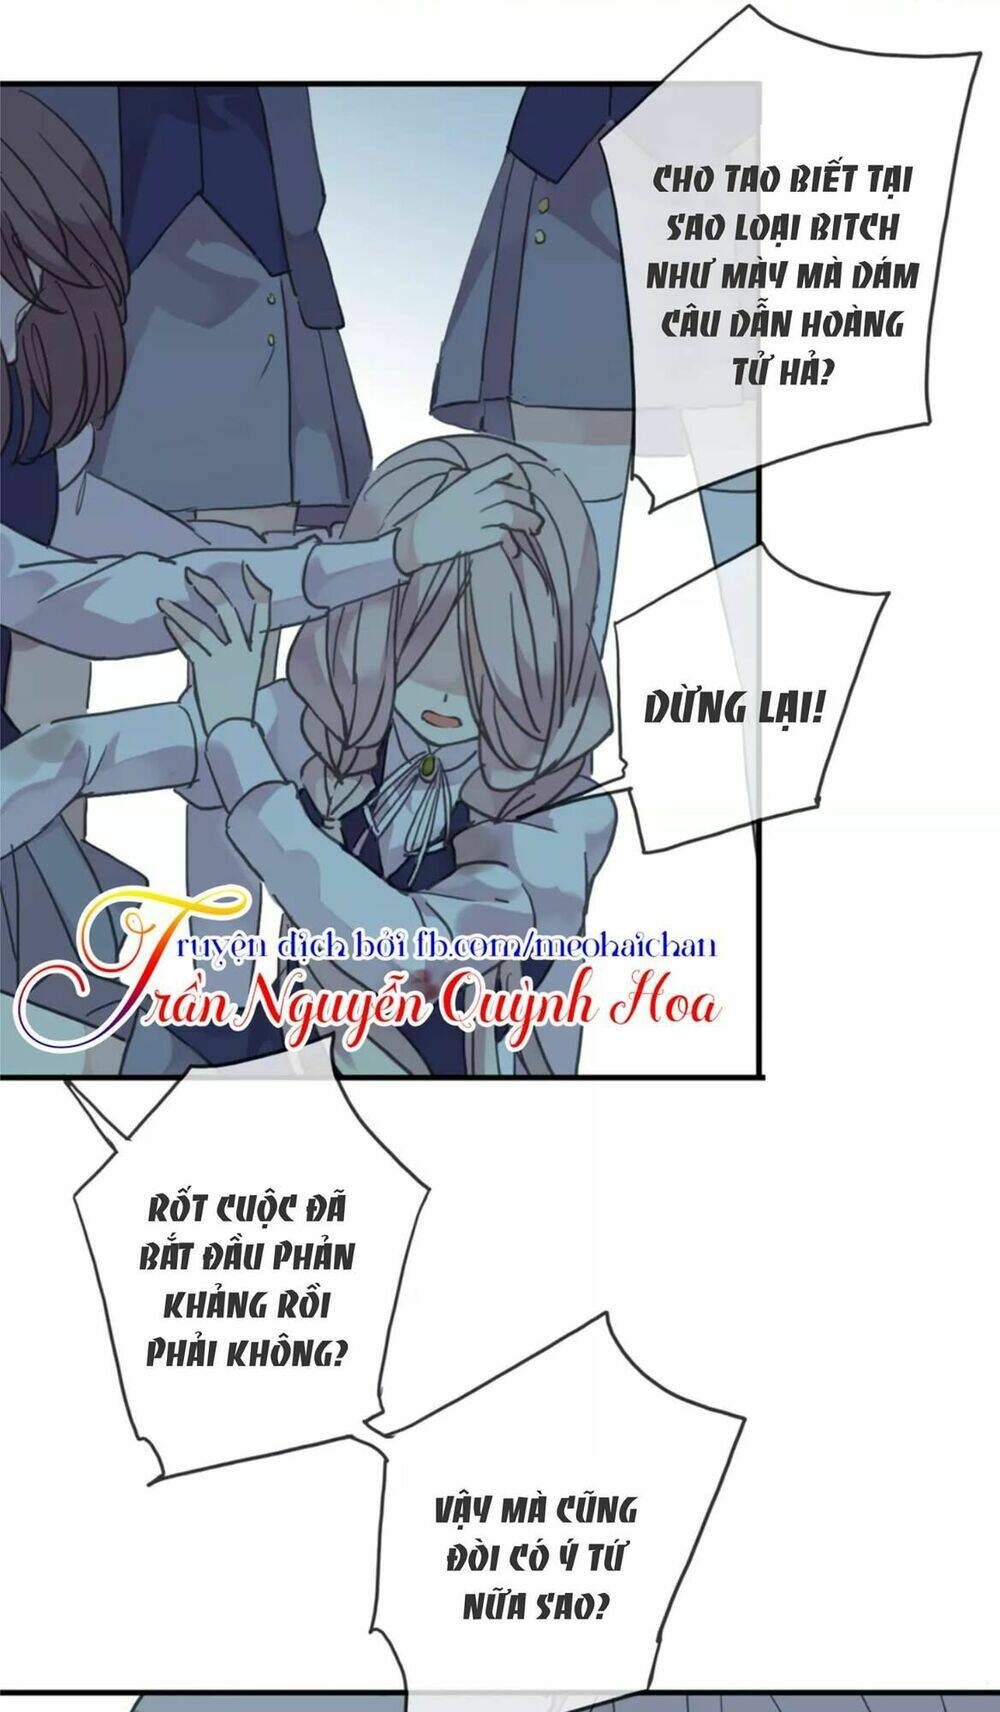 CHO TAO BIẾT TẠI
SAO LOẠI BITCH
NHƯ MÀY MÀ DÁM
CÂU DẪN HOÀNG
TỬ HẢ?
DỪNG LẠI!
Truyện dịch bởi fb.com/meohaichan
Trần Nguyễn Quỳnh Hoa
RỐT CUỘC ĐÃ
BẮT ĐẦU PHẢN
KHÁNG RỒI
PHẢI KHÔNG?
VẬY MÀ CŨNG
ĐÒI CÓ Ý TỨ
NỮA SAO?